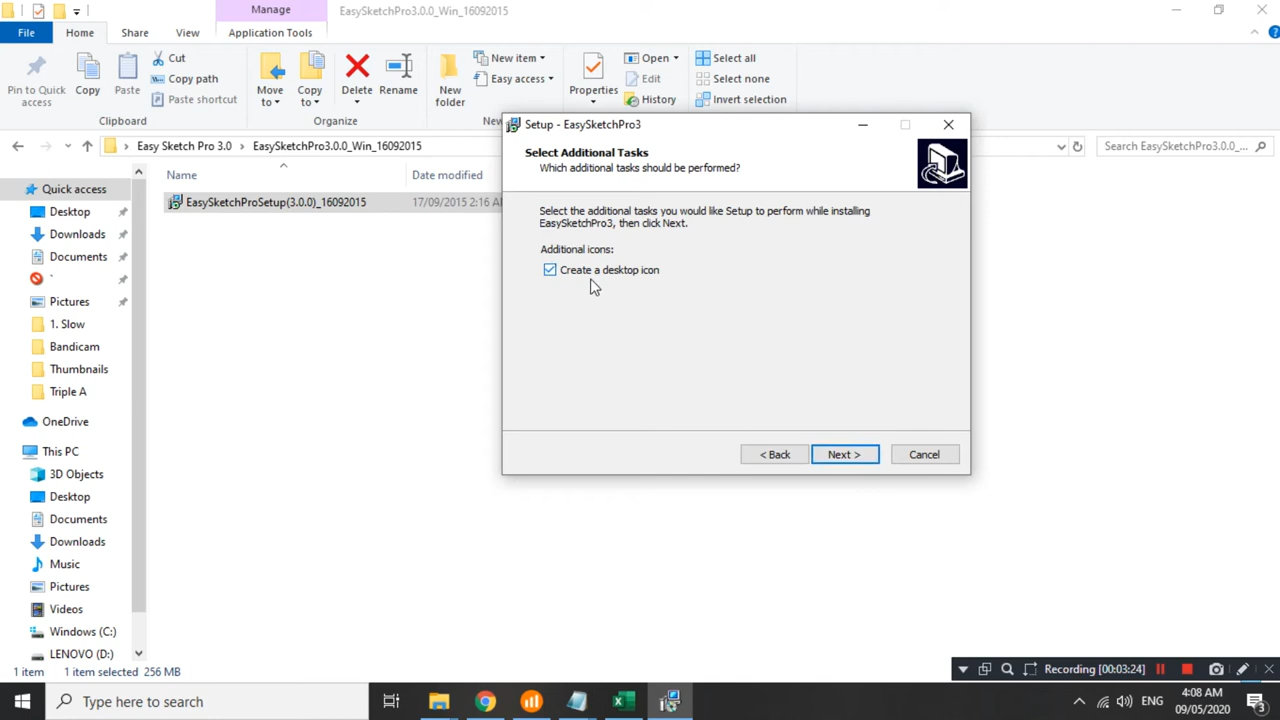 Manage
EasySketchPro3.0.0_Win_16092015
File
Home
Share
View
Application Tools
Pin to Quick access
Copy
Paste
Cut
Copy path
Paste shortcut
Clipboard
Move to
Copy to
Delete
Rename
Organize
New folder
New item
Easy access
New
Properties
Open
Edit
History
Select all
Select none
Invert selection
Easy Sketch Pro 3.0 > EasySketchPro3.0.0_Win_16092015
Search EasySketchPro3.0.0_...
Name
Date modified
EasySketchProSetup(3.0.0)_16092015
17/09/2015 2:16 AM
Quick access
Desktop
Downloads
Documents
`
Pictures
1. Slow
Bandicam
Thumbnails
Triple A
OneDrive
This PC
3D Objects
Desktop
Documents
Downloads
Music
Pictures
Videos
Windows (C:)
LENOVO (D:)
Setup - EasySketchPro3
Select Additional Tasks
Which additional tasks should be performed?
Select the additional tasks you would like Setup to perform while installing
EasySketchPro3, then click Next.
Additional icons:
Create a desktop icon
< Back
Next >
Cancel
1 item
1 item selected 256 MB
Recording [00:03:24]
Type here to search
ENG
4:08 AM
09/05/2020
3